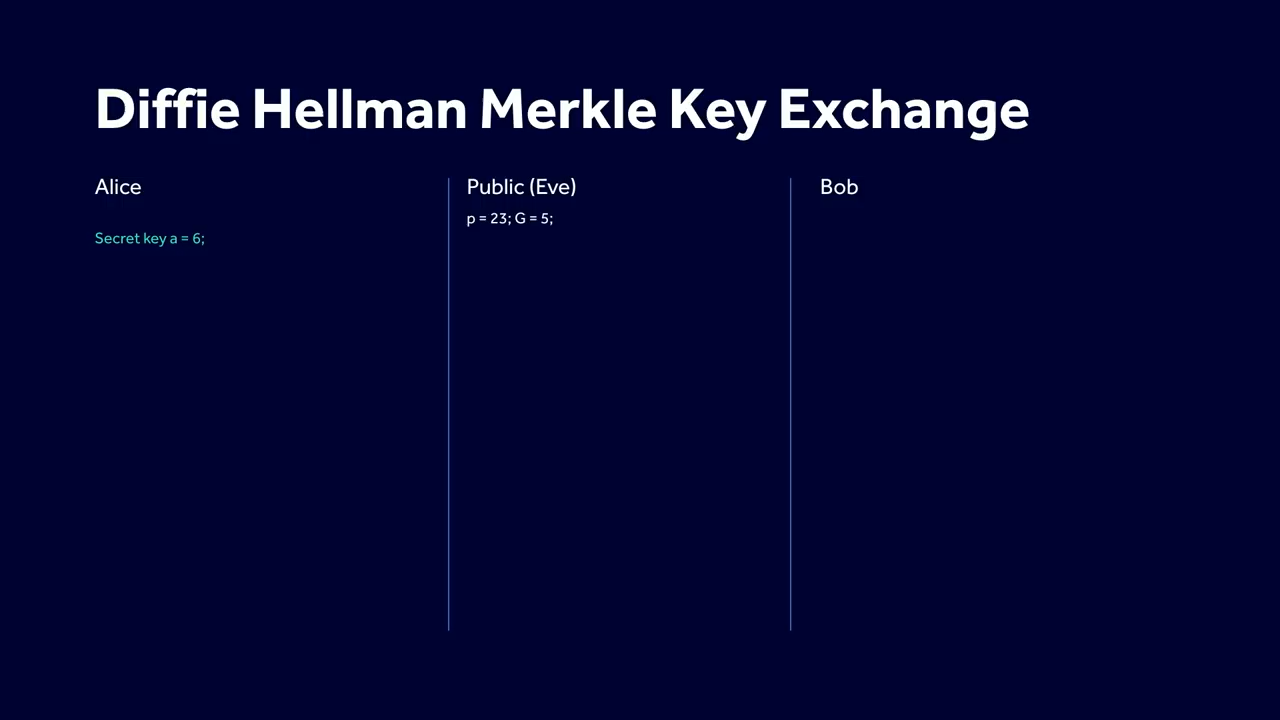 Diffie Hellman Merkle Key Exchange
Alice
Secret key a = 6;
Public (Eve)
p = 23; G = 5;
Bob